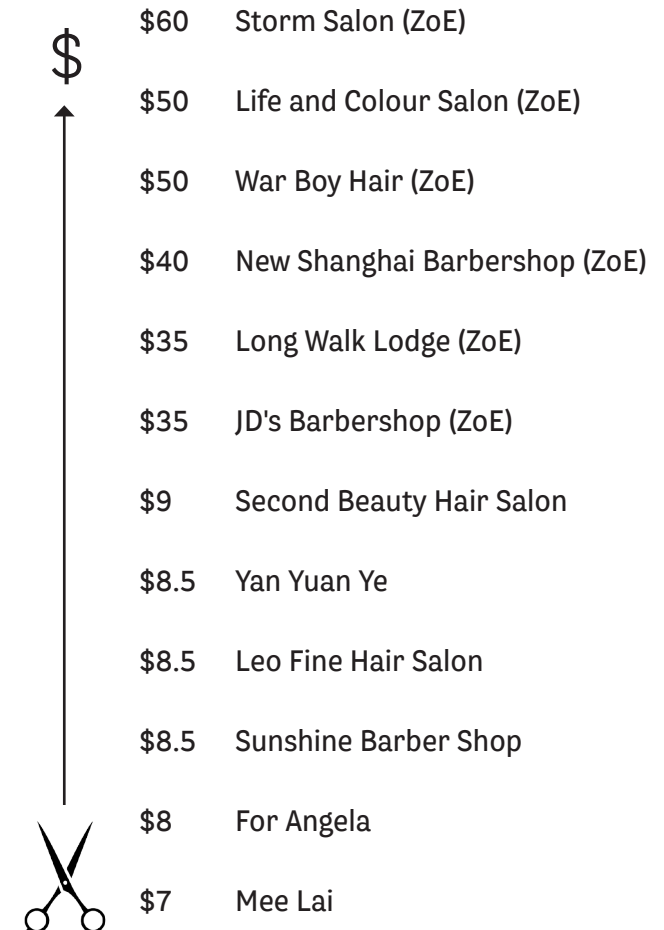 $60 Storm Salon (ZoE)
$
$50 Life and Colour Salon (ZoE)
$50 War Boy Hair (ZoE)
$40 New Shanghai Barbershop (ZoE)
$35 Long Walk Lodge (ZoE)
$35 JD's Barbershop (ZoE)
$9 Second Beauty Hair Salon
$8.5 Yan Yuan Ye
$8.5 Leo Fine Hair Salon
$8.5 Sunshine Barber Shop
$8 For Angela
$7 Mee Lai